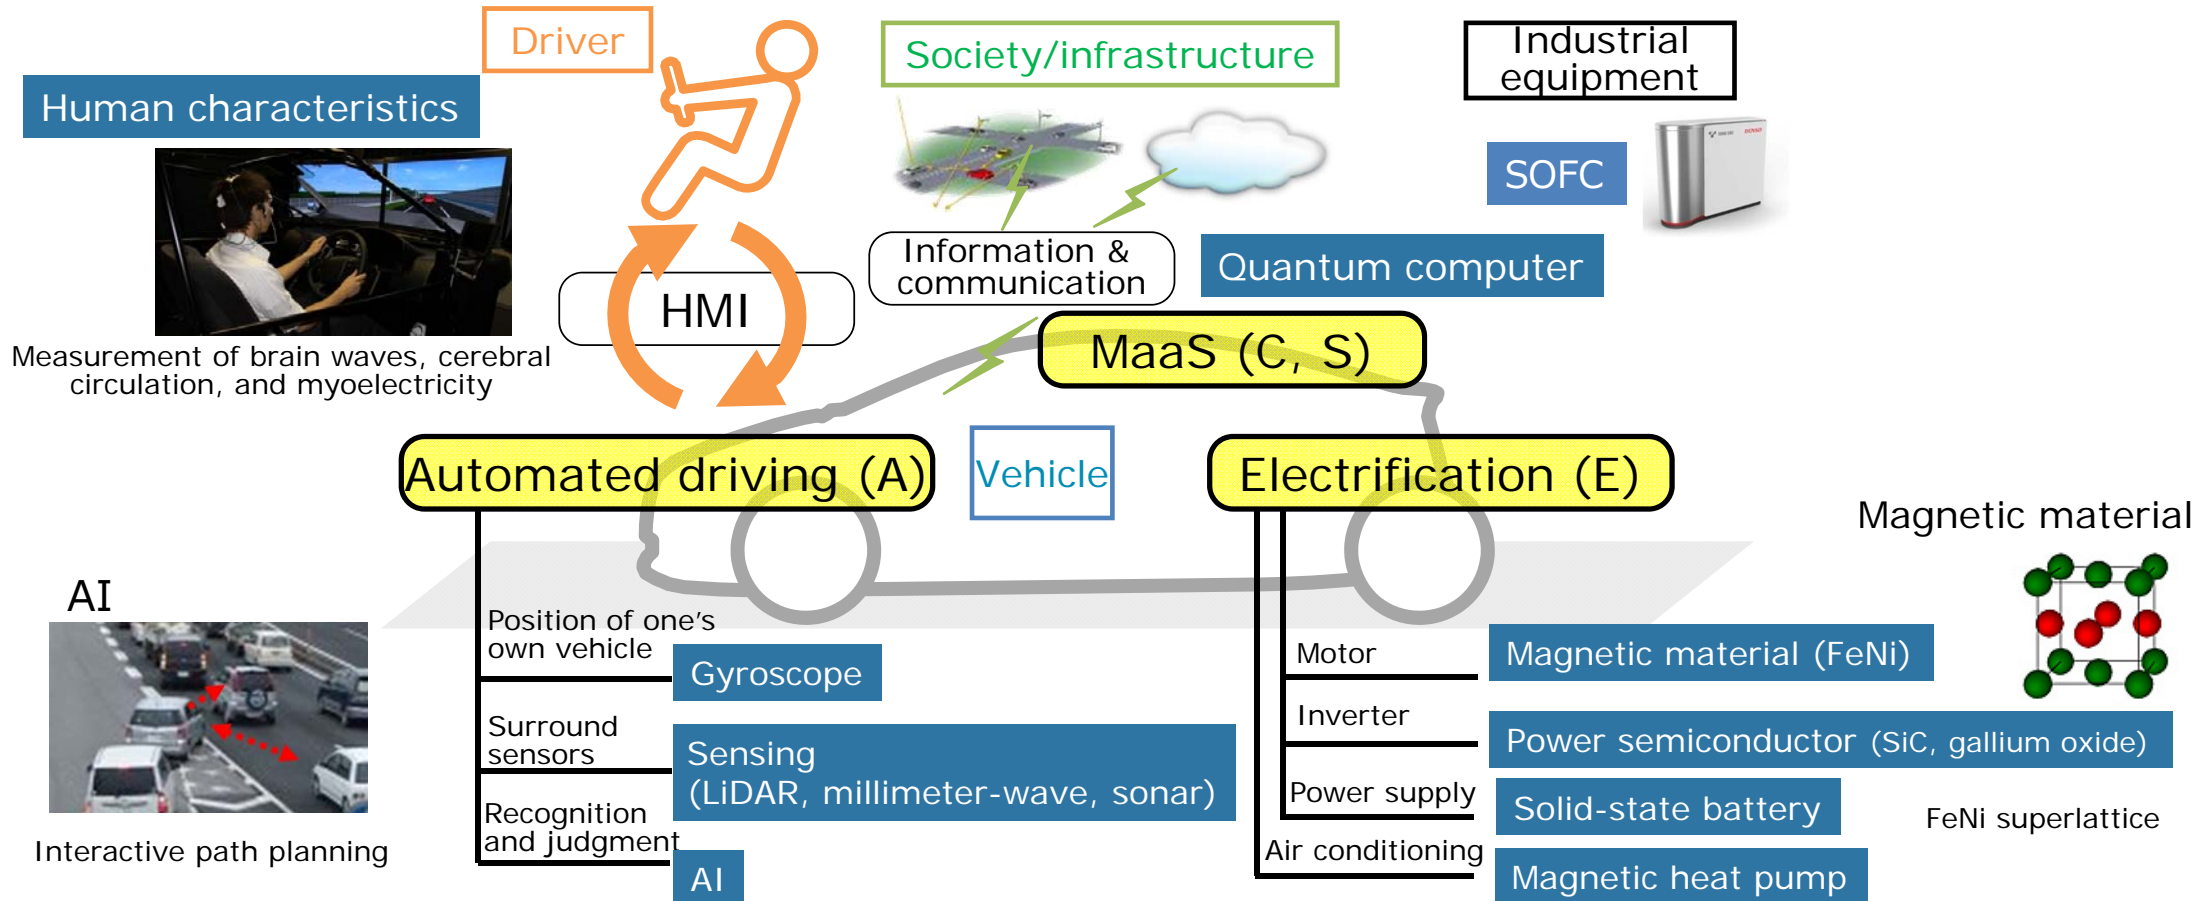 Driver
Society/infrastructure
Industrial
equipment
Human characteristics
SOFC
DENSO
Information &
communication
Quantum computer
HMI
MaaS (C, S)
Measurement of brain waves, cerebral
circulation, and myoelectricity
Automated driving (A)
Vehicle
Electrification (E)
Magnetic material
AI
Position of one's
own vehicle
Gyroscope
Surround
sensors
Sensing
(LiDAR, millimeter-wave, sonar)
Recognition
and judgment
AI
Interactive path planning
Motor
Magnetic material (FeNi)
Inverter
Power semiconductor (SiC, gallium oxide)
Power supply
Solid-state battery
Air conditioning
Magnetic heat pump
FeNi superlattice